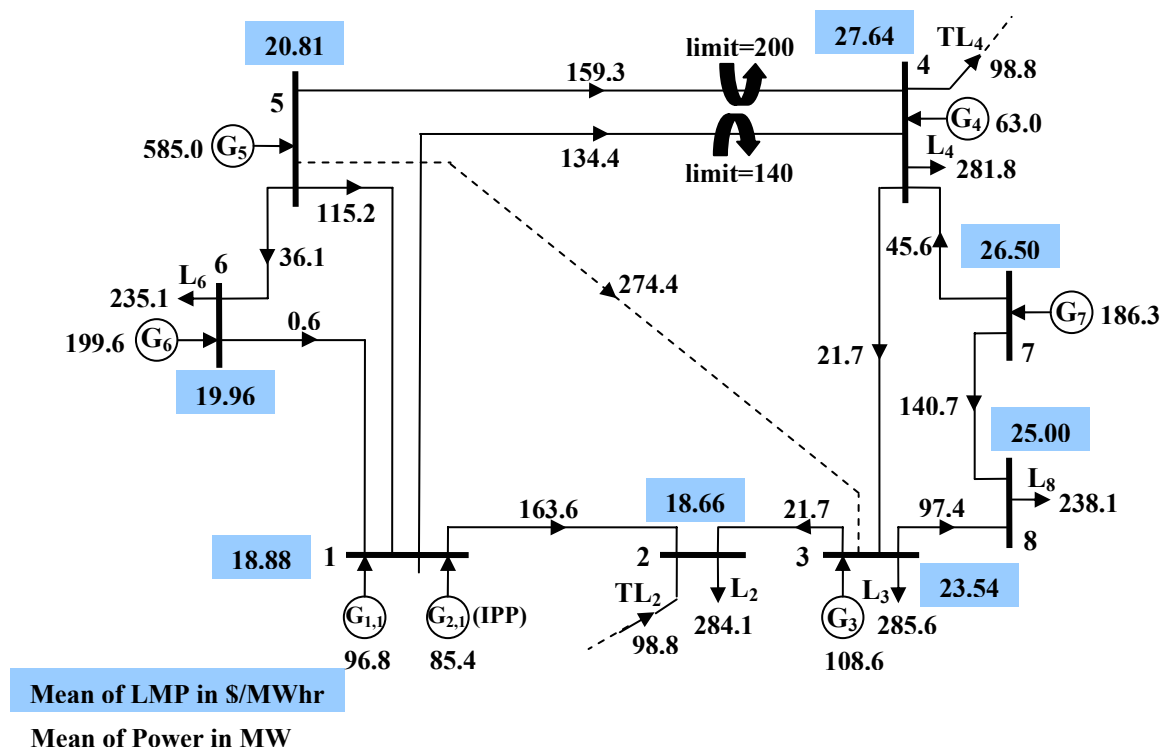 20.81
27.64
TL4
limit=200
4
98.8
159.3
5
G5
585.0
G4
63.0
134.4
L4
limit=140
281.8
115.2
45.6
26.50
6
36.1
L6
235.1
274.4
G7
186.3
0.6
199.6
G6
21.7
7
19.96
140.7
25.00
L8
163.6
18.66
21.7
97.4
238.1
18.88
1
2
3
8
TL2
L2
L3
23.54
G1,1
G2,1
(IPP)
G3
284.1
285.6
98.8
96.8
85.4
108.6
Mean of LMP in $/MWhr
Mean of Power in MW